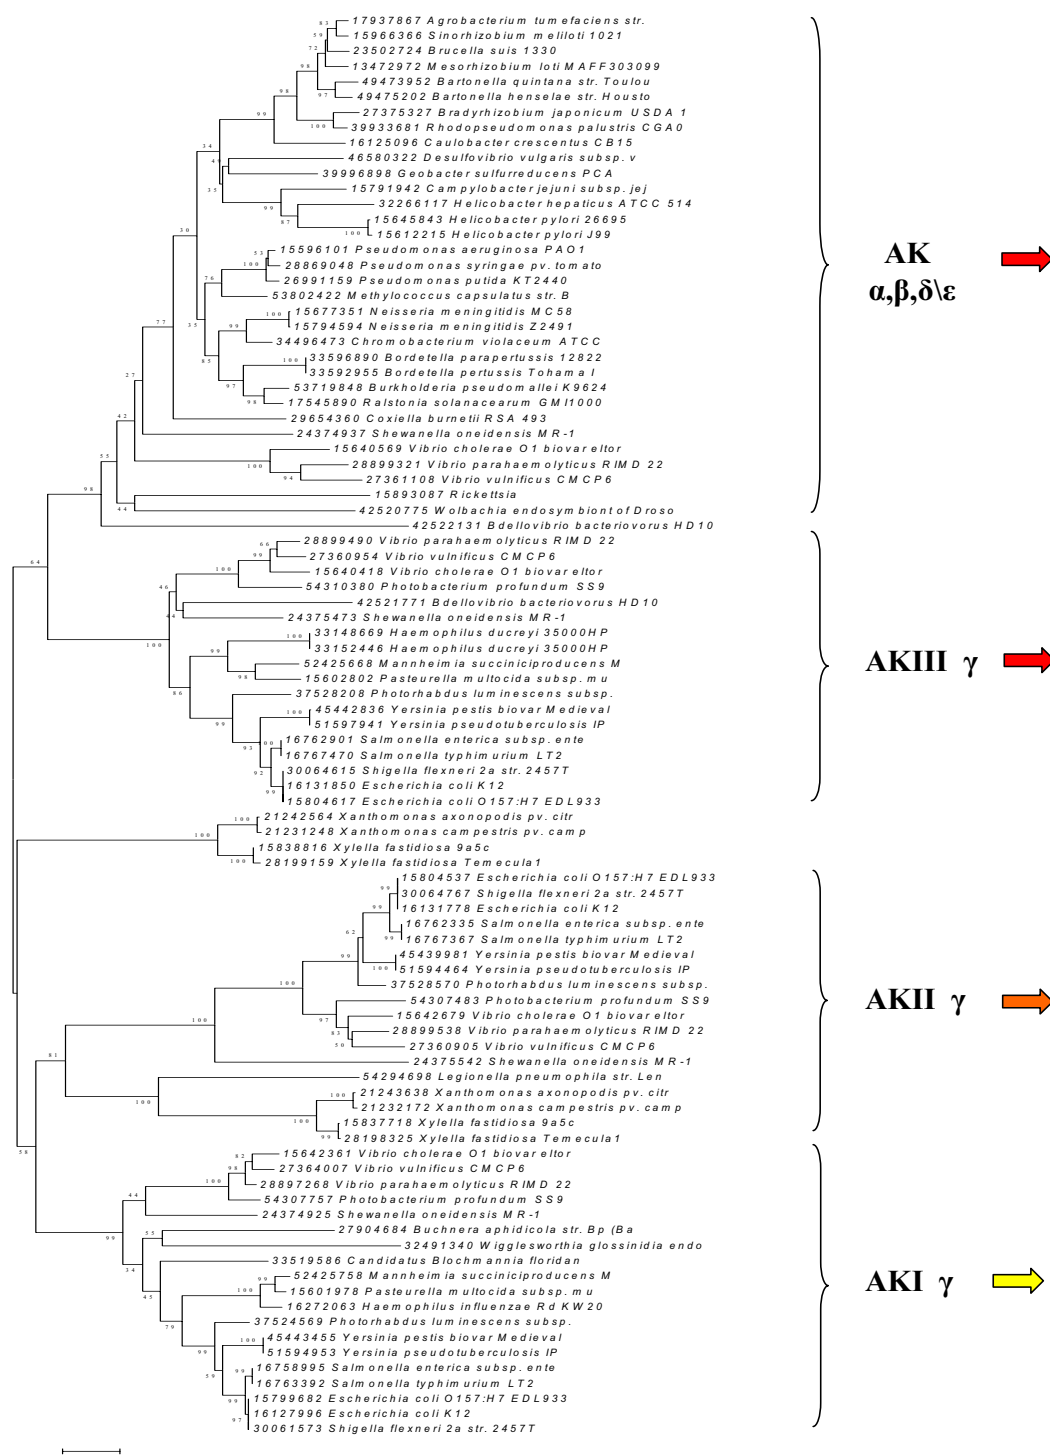 17937867 Agrobacterium tumefaciens str.
15966366 Sinorhizobium meliloti 1021
23502724 Brucella suis 1330
13472972 Mesorhizobium loti MAFF303099
49473952 Bartonella quintana str. Toulou
49475202 Bartonella henselae str. Housto
27375327 Bradyrhizobium japonicum USDA 1
39933681 Rhodopseudomonas palustris CGA0
16125096 Caulobacter crescentus CB15
46580322 Desulfovibrio vulgaris subsp. v
39996898 Geobacter sulfurreducens PCA
15791942 Campylobacter jejuni subsp. jej
32266117 Helicobacter hepaticus ATCC 514
15645843 Helicobacter pylori 26695
15612215 Helicobacter pylori J99
15596101 Pseudomonas aeruginosa PAO1
28869048 Pseudomonas syringae pv. tomato
26991159 Pseudomonas putida KT2440
53802422 Methylococcus capsulatus str. B
15677351 Neisseria meningitidis MC58
15794594 Neisseria meningitidis Z2491
34496473 Chromobacterium violaceum ATCC
33596890 Bordetella parapertussis 12822
33592955 Bordetella pertussis Tohama I
53719848 Burkholderia pseudomallei K9624
17545890 Ralstonia solanacearum GMI1000
29654360 Coxiella burnetii RSA 493
24374937 Shewanella oneidensis MR-1
15640569 Vibrio cholerae O1 biovar eltor
28899321 Vibrio parahaemolyticus RIMD 22
27361108 Vibrio vulnificus CMCP6
15893087 Rickettsia
42520775 Wolbachia endosymbiont of Droso
42522131 Bdellovibrio bacteriovorus HD10
AK
α,β,δ\ε
28899490 Vibrio parahaemolyticus RIMD 22
27360954 Vibrio vulnificus CMCP6
15640418 Vibrio cholerae O1 biovar eltor
54310380 Photobacterium profundum SS9
42521771 Bdellovibrio bacteriovorus HD10
24375473 Shewanella oneidensis MR-1
33148669 Haemophilus ducreyi 35000HP
33152446 Haemophilus ducreyi 35000HP
52425668 Mannheimia succiniciproducens M
15602802 Pasteurella multocida subsp. mu
37528208 Photorhabdus luminescens subsp.
45442836 Yersinia pestis biovar Medieval
51597941 Yersinia pseudotuberculosis IP
16762901 Salmonella enterica subsp. ente
16767470 Salmonella typhimurium LT2
30064615 Shigella flexneri 2a str. 2457T
16131850 Escherichia coli K12
15804617 Escherichia coli O157:H7 EDL933
AKIII γ
21242564 Xanthomonas axonopodis pv. citr
21231248 Xanthomonas campestris pv. camp
15838816 Xylella fastidiosa 9a5c
28199159 Xylella fastidiosa Temecula1
15804537 Escherichia coli O157:H7 EDL933
30064767 Shigella flexneri 2a str. 2457T
16131778 Escherichia coli K12
16762335 Salmonella enterica subsp. ente
16767367 Salmonella typhimurium LT2
45439981 Yersinia pestis biovar Medieval
51594464 Yersinia pseudotuberculosis IP
37528570 Photorhabdus luminescens subsp.
54307483 Photobacterium profundum SS9
15642679 Vibrio cholerae O1 biovar eltor
28899538 Vibrio parahaemolyticus RIMD 22
27360905 Vibrio vulnificus CMCP6
24375542 Shewanella oneidensis MR-1
54294698 Legionella pneumophila str. Len
21243638 Xanthomonas axonopodis pv. citr
21232172 Xanthomonas campestris pv. camp
15837718 Xylella fastidiosa 9a5c
28198325 Xylella fastidiosa Temecula1
AKII γ
15642361 Vibrio cholerae O1 biovar eltor
27364007 Vibrio vulnificus CMCP6
28897268 Vibrio parahaemolyticus RIMD 22
54307757 Photobacterium profundum SS9
24374925 Shewanella oneidensis MR-1
27904684 Buchnera aphidicola str. Bp (Ba
32491340 Wigglesworthia glossinidia endo
33519586 Candidatus Blochmannia floridan
52425758 Mannheimia succiniciproducens M
15601978 Pasteurella multocida subsp. mu
16272063 Haemophilus influenzae Rd KW20
37524569 Photorhabdus luminescens subsp.
45443455 Yersinia pestis biovar Medieval
51594953 Yersinia pseudotuberculosis IP
16758995 Salmonella enterica subsp. ente
16763392 Salmonella typhimurium LT2
15799682 Escherichia coli O157:H7 EDL933
16127996 Escherichia coli K12
30061573 Shigella flexneri 2a str. 2457T
AKI γ